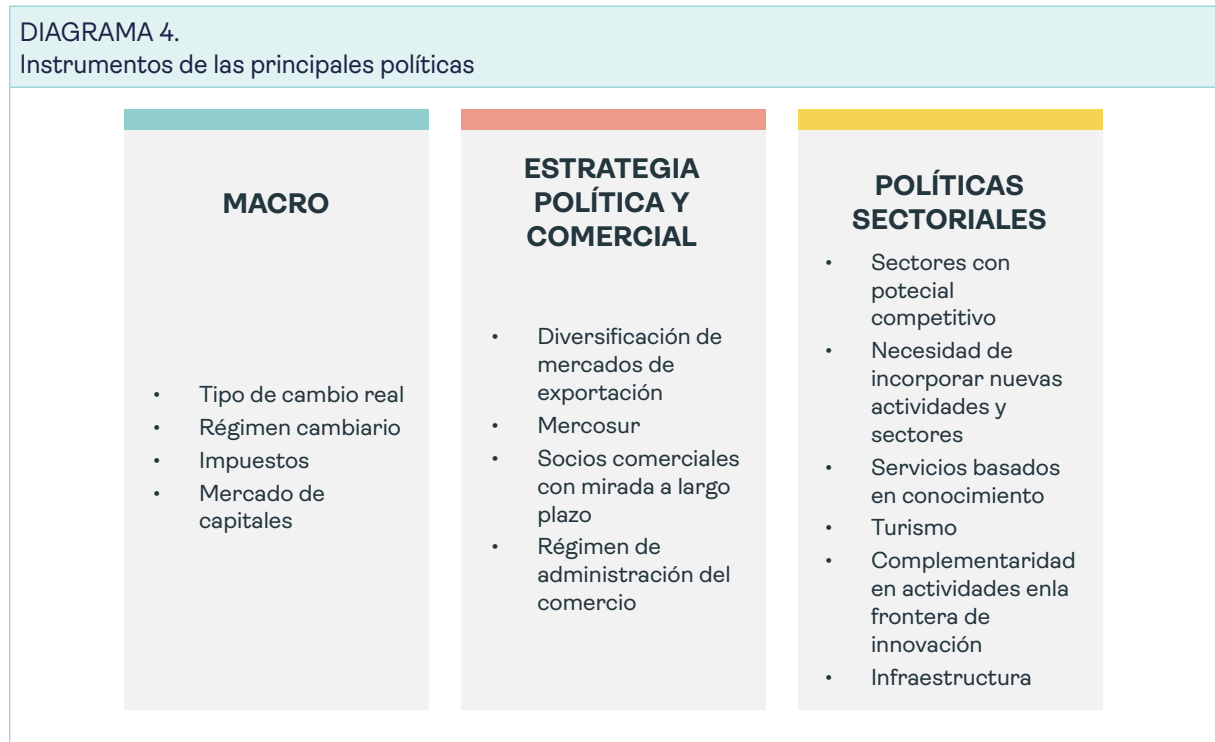 DIAGRAMA 4.
Instrumentos de las principales políticas
MACRO
• Tipo de cambio real
• Régimen cambiario
• Impuestos
• Mercado de
capitales
ESTRATEGIA
POLÍTICA Y
COMERCIAL
• Diversificación de
mercados de
exportación
• Mercosur
• Socios comerciales
con mirada a largo
plazo
• Régimen de
administración del
comercio
POLÍTICAS
SECTORIALES
• Sectores con
potecial
competitivo
• Necesidad de
incorporar nuevas
actividades y
sectores
• Servicios basados
en conocimiento
• Turismo
• Complementaridad
en actividades enla
frontera de
innovación
• Infraestructura